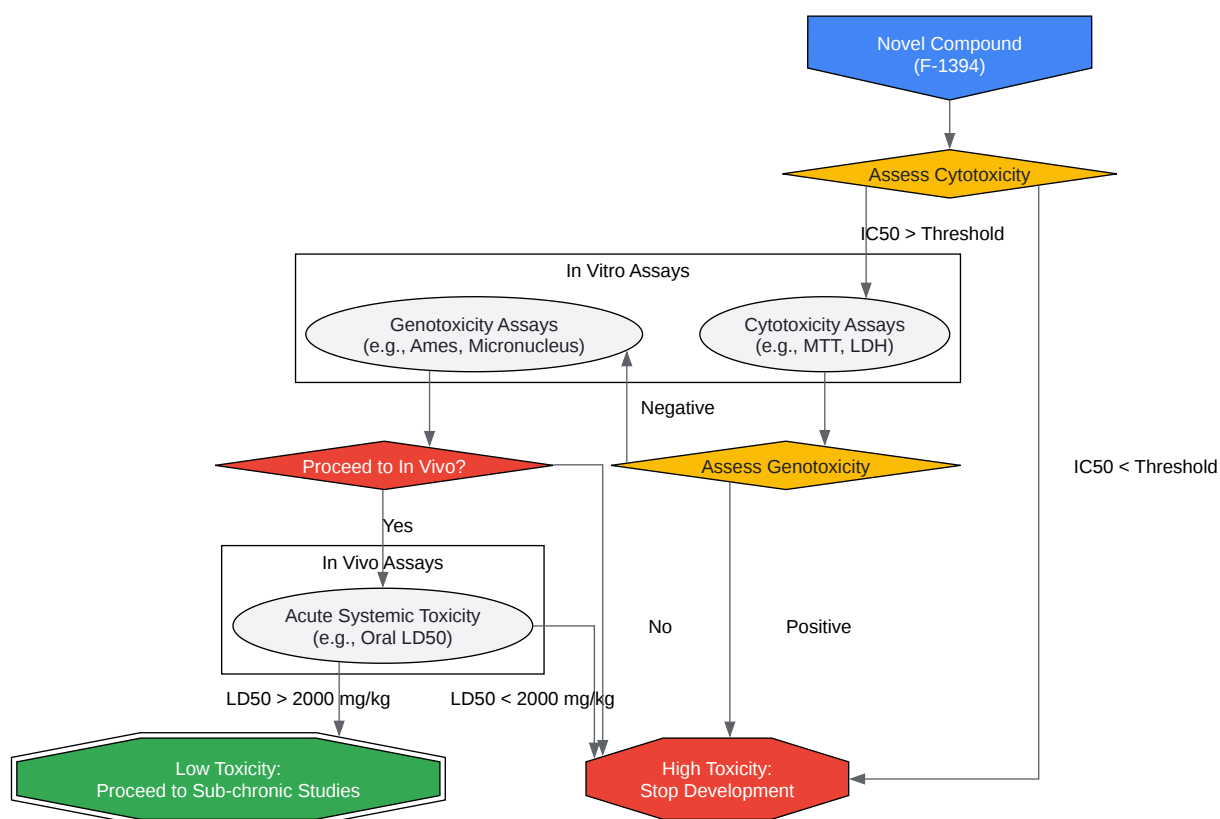 Novel Compound
(F-1394)
Assess Cytotoxicity
IC50 > Threshold
In Vitro Assays
Genotoxicity Assays
(e.g., Ames, Micronucleus)
Cytotoxicity Assays
(e.g., MTT, LDH)
Negative
Proceed to In Vivo?
Assess Genotoxicity
IC50 < Threshold
Yes
In Vivo Assays
Acute Systemic Toxicity
(e.g., Oral LD50)
No
Positive
LD50 > 2000 mg/kg
LD50 < 2000 mg/kg
Low Toxicity:
Proceed to Sub-chronic Studies
High Toxicity:
Stop Development